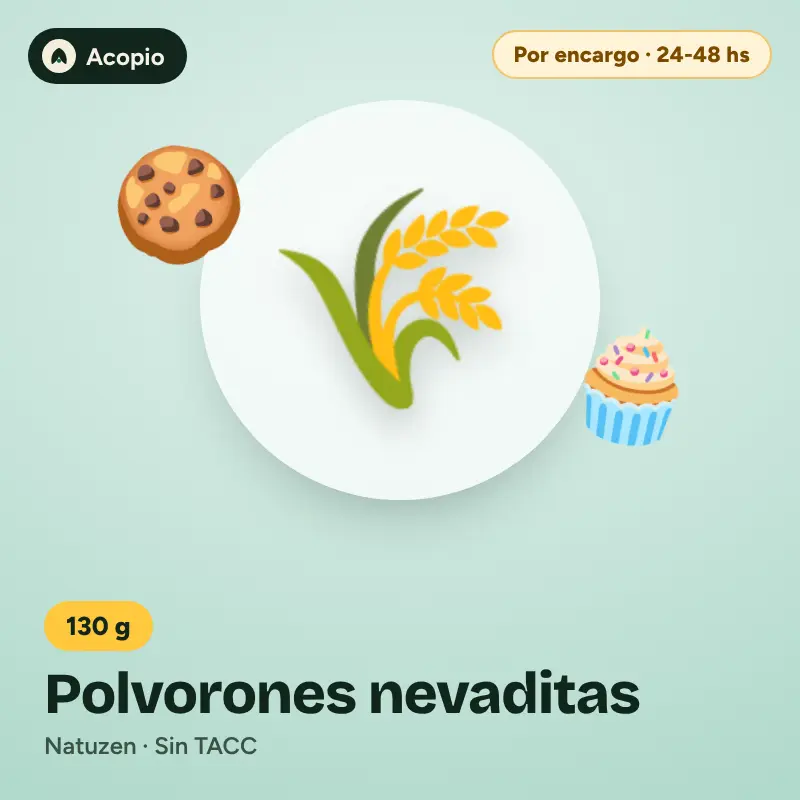 Acopio
Por encargo · 24-48 hs
130 g
Polvorones nevaditas
Natuzen · Sin TACC